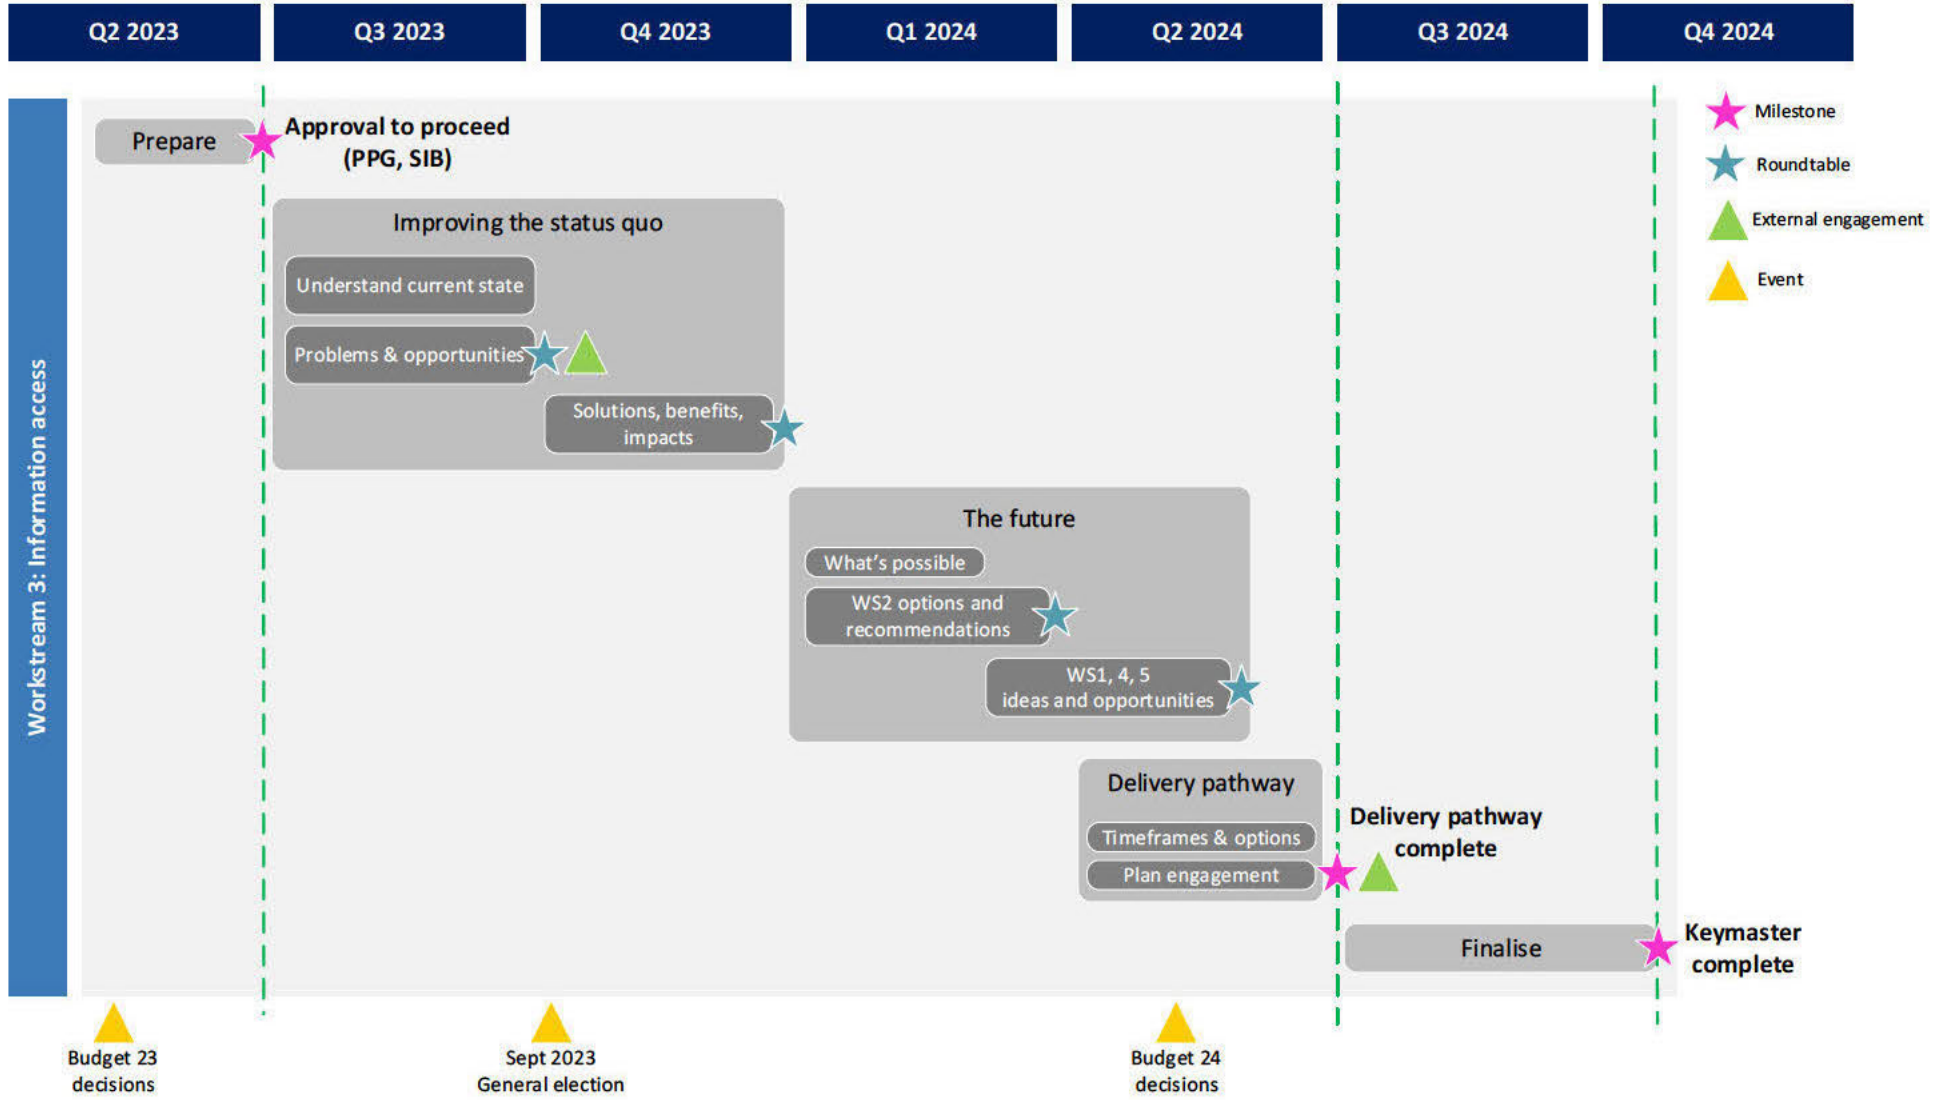 Q2 2023
Q3 2023
Q4 2023
Q1 2024
Q2 2024
Q3 2024
Q4 2024
Workstream 3: Information access
Prepare
Approval to proceed
(PPG, SIB)
Milestone
Roundtable
External engagement
Event
Improving the status quo
Understand current state
Problems & opportunities
Solutions, benefits,
impacts
The future
What's possible
WS2 options and
recommendations
WS1, 4, 5
ideas and opportunities
Delivery pathway
Timeframes & options
Plan engagement
Delivery pathway
complete
Finalise
Keymaster
complete
Budget 23
decisions
Sept 2023
General election
Budget 24
decisions